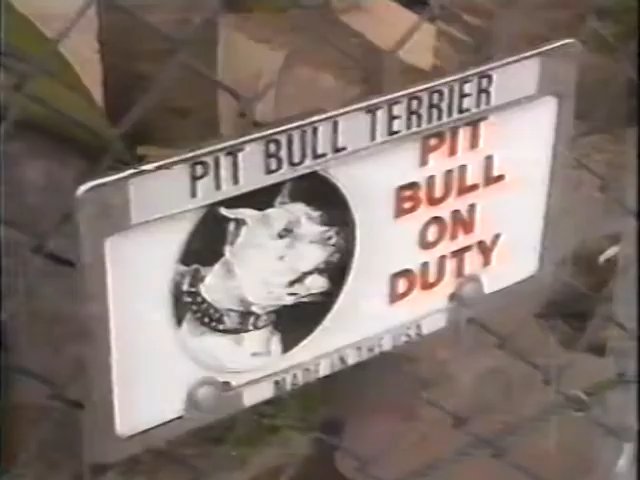 PIT BULL TERRIER
PIT
BULL
ON
DUTY
MADE IN THE USA